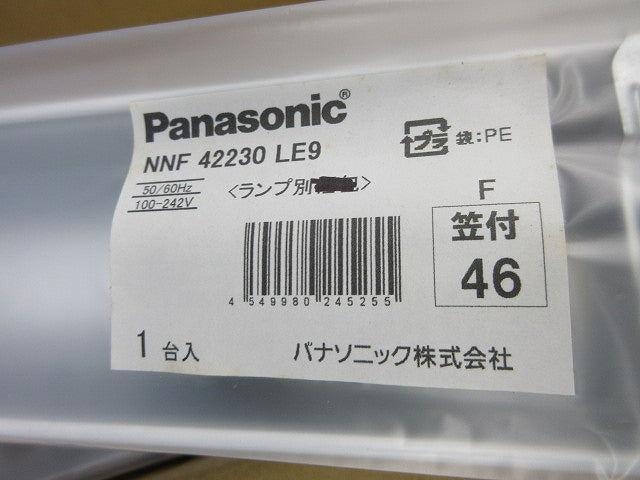 Panasonic®
NNF 42230 LE9
50/60Hz
100-242V
<ランプ別
>
プラ 袋:PE
F
笠付
46
4 549980 245255
1 台入
パナソニック株式会社